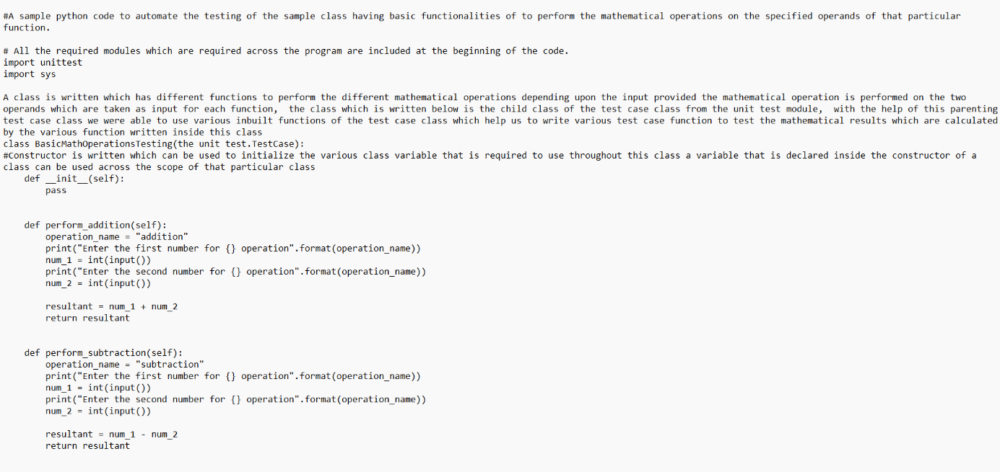 #A sample python code to automate the testing of the sample class having basic functionalities of to perform the mathematical operations on the specified operands of that particular
function.
# All the required modules which are required across the program are included at the beginning of the code.
import unittest
import sys
A class is written which has different functions to perform the different mathematical operations depending upon the input provided the mathematical operation is performed on the two
operands which are taken as input for each function,  the class which is written below is the child class of the test case class from the unit test module,  with the help of this parenting
test case class we were able to use various inbuilt functions of the test case class which help us to write various test case function to test the mathematical results which are calculated
by the various function written inside this class
class BasicMathOperationsTesting(the unit test.TestCase):
#Constructor is written which can be used to initialize the various class variable that is required to use throughout this class a variable that is declared inside the constructor of a
class can be used across the scope of that particular class
    def __init__(self):
        pass
    def perform_addition(self):
        operation_name = "addition"
        print("Enter the first number for {} operation".format(operation_name))
        num_1 = int(input())
        print("Enter the second number for {} operation".format(operation_name))
        num_2 = int(input())
        resultant = num_1 + num_2
        return resultant
    def perform_subtraction(self):
        operation_name = "subtraction"
        print("Enter the first number for {} operation".format(operation_name))
        num_1 = int(input())
        print("Enter the second number for {} operation".format(operation_name))
        num_2 = int(input())
        resultant = num_1 - num_2
        return resultant